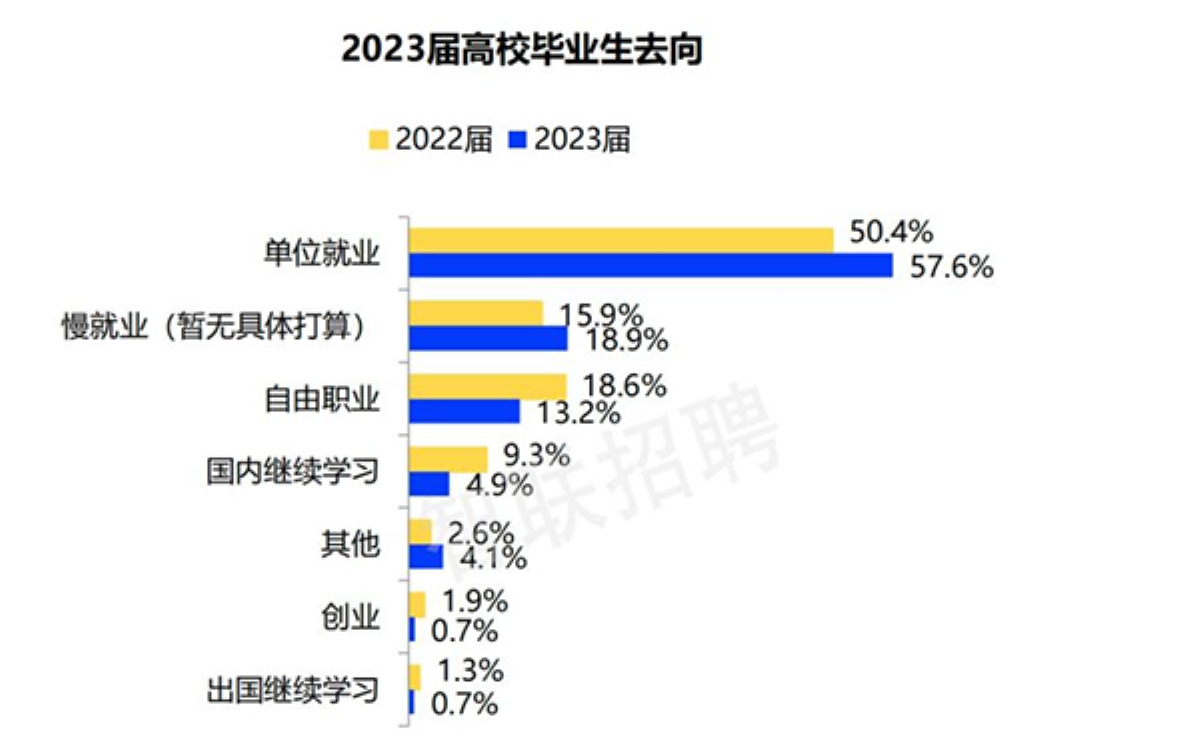 2023届高校毕业生去向
2022届 2023届
单位就业 50.4%
57.6%
慢就业（暂无具体打算） 15.9%
18.9%
自由职业 18.6%
13.2%
国内继续学习 9.3%
4.9%
其他 2.6%
4.1%
创业 1.9%
0.7%
出国继续学习 1.3%
0.7%
智联招聘